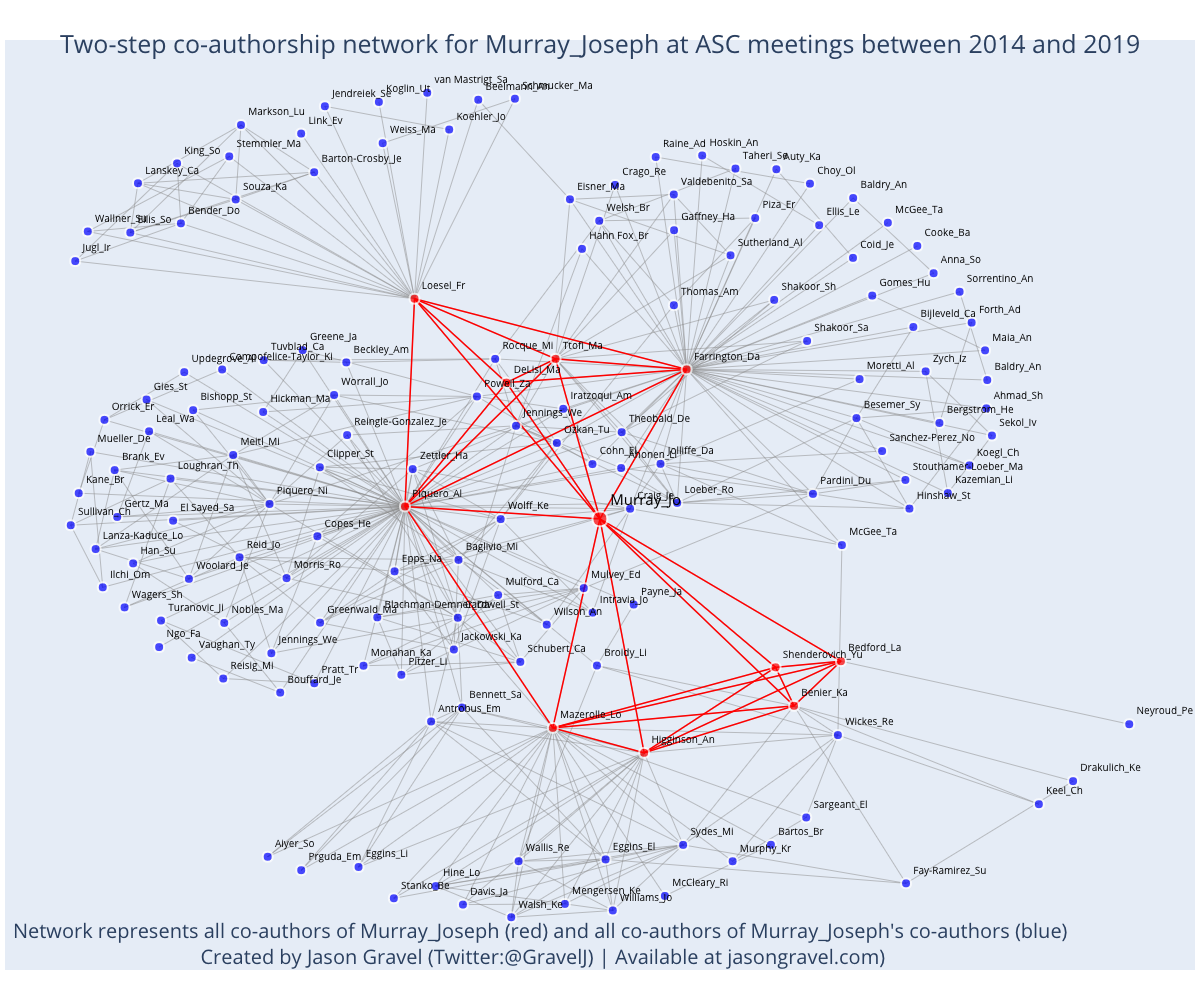 Two-step co-authorship network for Murray_Joseph at ASC meetings between 2014 and 2019
van Mastrigt_Sa
Koglin_Ut
Beelmann_An
Schmucker_Ma
Jendreiek_Se
Markson_Lu
Link_Ev
Koehler_Jo
Weiss_Ma
Stemmler_Ma
King_So
Barton-Crosby_Je
Lanskey_Ca
Souza_Ka
Bender_Do
Wallner_Su
Ellis_So
Jugl_Ir
Raine_Ad
Hoskin_An
Taheri_Se
Auty_Ka
Crago_Re
Choy_Ol
Eisner_Ma
Valdebenito_Sa
Baldry_An
Welsh_Br
Gaffney_Ha
Piza_Er
Ellis_Le
McGee_Ta
Hahn Fox_Br
Sutherland_Al
Coid_Je
Cooke_Ba
Anna_So
Loesel_Fr
Thomas_Am
Shakoor_Sh
Gomes_Hu
Sorrentino_An
Shakoor_Sa
Bijleveld_Ca
Forth_Ad
Greene_Ja
Tuvblad_Ca
Beckley_Am
Rocque_Mi
Ttofi_Ma
Farrington_Da
Maia_An
Updegrove_Al
Campofelice-Taylor_Ki
DeLisi_Ma
Moretti_Al
Zych_Iz
Baldry_An
Gies_St
Worrall_Jo
Powell_Za
Iratzoqui_Am
Ahmad_Sh
Bishopp_St
Hickman_Ma
Orrick_Er
Leal_Wa
Jennings_We
Theobald_De
Besemer_Sy
Bergstrom_He
Sekol_Iv
Reingle-Gonzalez_Je
Ozkan_Tu
Mueller_De
Meitl_Mi
Sanchez-Perez_No
Brank_Ev
Loughran_Th
Clipper_St
Zettler_Ha
Cohn_El
Ahonen_Li
Jolliffe_Da
Koegl_Ch
Stouthamer-Loeber_Ma
Kane_Br
Kazemian_Li
Piquero_Ni
Piquero_Al
Murray_Jo
Craig_Je
Loeber_Ro
Pardini_Du
Hinshaw_St
Sullivan_Ch
Gertz_Ma
El Sayed_Sa
Wolff_Ke
Lanza-Kaduce_Lo
Copes_He
McGee_Ta
Han_Su
Reid_Jo
Baglivio_Mi
Ilchi_Om
Woolard_Je
Morris_Ro
Epps_Na
Mulvey_Ed
Wagers_Sh
Mulford_Ca
Payne_Ja
Intravia_Jo
Turanovic_Ji
Nobles_Ma
Greenwald_Ma
Wilson_An
Ngo_Fa
Vaughan_Ty
Jennings_We
Jackowski_Ka
Monahan_Ka
Pitzer_Li
Schubert_Ca
Broidy_Li
Shenderovich_Yu
Bedford_La
Reisig_Mi
Pratt_Tr
Bouffard_Je
Benier_Ka
Bennett_Sa
Antrobus_Em
Mazerolle_Lo
Neyroud_Pe
Wickes_Re
Higginson_An
Drakulich_Ke
Keel_Ch
Sargeant_El
Aiyer_So
Prguda_Em
Eggins_Li
Wallis_Re
Eggins_El
Sydes_Mi
Bartos_Br
Murphy_Kr
Fay-Ramirez_Su
Stanko_Be
Hine_Lo
Davis_Ja
Walsh_Ke
Mengersen_Ke
Williams_Jo
McCleary_Ri
Network represents all co-authors of Murray_Joseph (red) and all co-authors of Murray_Joseph's co-authors (blue)
Created by Jason Gravel (Twitter:@GravelJ) | Available at jasongravel.com)